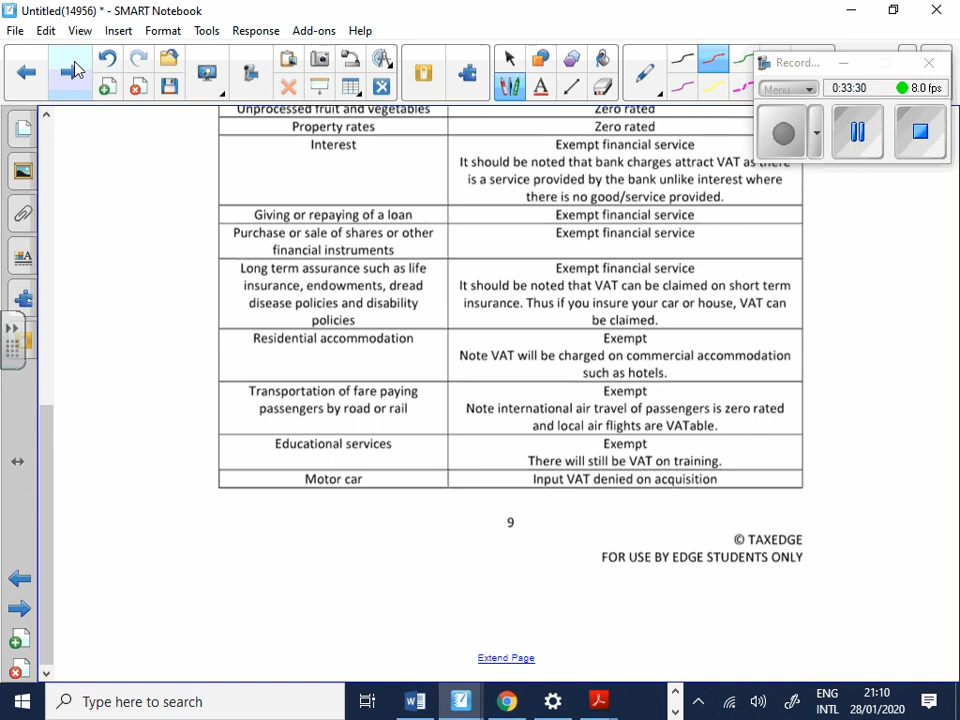 Untitled(14956) * - SMART Notebook
File Edit View Insert Format Tools Response Add-ons Help
Record...
Menu 0:33:30 8.0 fps
Unprocessed fruit and vegetables Zero rated
Property rates Zero rated
Interest Exempt financial service
It should be noted that bank charges attract VAT as there
is a service provided by the bank unlike interest where
there is no good/service provided.
Giving or repaying of a loan Exempt financial service
Purchase or sale of shares or other Exempt financial service
financial instruments
Long term assurance such as life Exempt financial service
insurance, endowments, dread It should be noted that VAT can be claimed on short term
disease policies and disability insurance. Thus if you insure your car or house, VAT can
policies be claimed.
Residential accommodation Exempt
Note VAT will be charged on commercial accommodation
such as hotels.
Transportation of fare paying Exempt
passengers by road or rail Note international air travel of passengers is zero rated
and local air flights are VATable.
Educational services Exempt
There will still be VAT on training.
Motor car Input VAT denied on acquisition
9
© TAXEDGE
FOR USE BY EDGE STUDENTS ONLY
Extend Page
Type here to search
ENG 21:10
INTL 28/01/2020